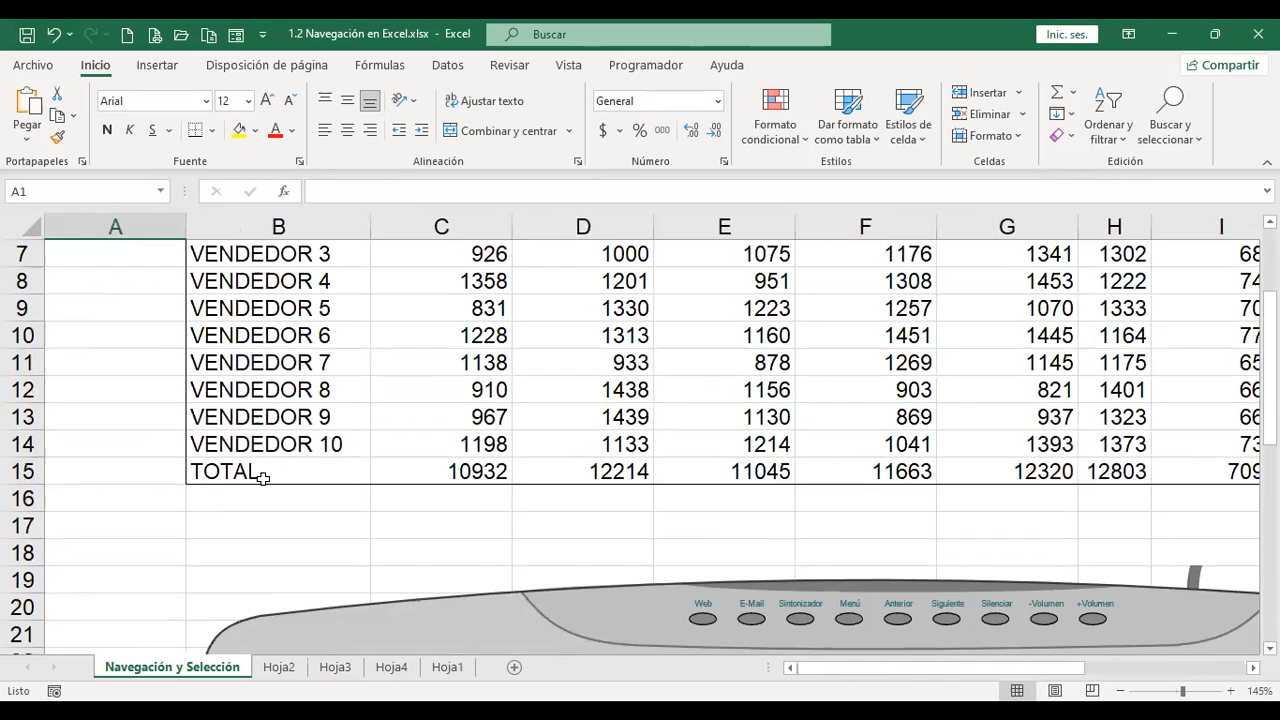 1.2 Navegación en Excel.xlsx - Excel
Buscar
Inic. ses.
Archivo Inicio Insertar Disposición de página Fórmulas Datos Revisar Vista Programador Ayuda
Compartir
Pegar
Portapapeles
Arial 12
N K S
Fuente
Ajustar texto
Combinar y centrar
Alineación
General
$ % 000
Número
Formato condicional
Dar formato como tabla
Estilos de celda
Estilos
Insertar
Eliminar
Formato
Celdas
Ordenar y filtrar
Buscar y seleccionar
Edición
A1
A B C D E F G H I
7 VENDEDOR 3 926 1000 1075 1176 1341 1302 68
8 VENDEDOR 4 1358 1201 951 1308 1453 1222 74
9 VENDEDOR 5 831 1330 1223 1257 1070 1333 70
10 VENDEDOR 6 1228 1313 1160 1451 1445 1164 77
11 VENDEDOR 7 1138 933 878 1269 1145 1175 65
12 VENDEDOR 8 910 1438 1156 903 821 1401 66
13 VENDEDOR 9 967 1439 1130 869 937 1323 66
14 VENDEDOR 10 1198 1133 1214 1041 1393 1373 73
15 TOTAL 10932 12214 11045 11663 12320 12803 709
16
17
18
19
20
21
Web E-Mail Sintonizador Menú Anterior Siguiente Silenciar -Volumen +Volumen
Navegación y Selección Hoja2 Hoja3 Hoja4 Hoja1
Listo
145%